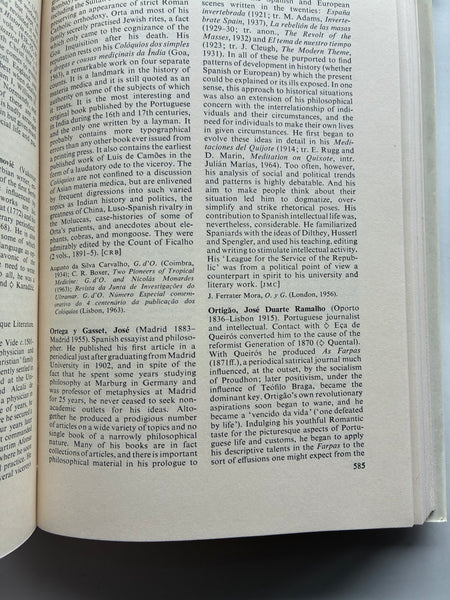 preserving an appearance of strict Roman
Catholic orthodoxy, Orta and most of his
family secretly practised Jewish rites, a fact
which came to the cognizance of the
Goa Inquisition after his death. His
reputation rests on his Colóquios dos simples
e drogas e cousas medicinais da Índia (Goa,
1563), a remarkable work on four separate
counts. It is a landmark in the history of
materia medica and it is still quoted as an
authority on some of the subjects of which
it treats. It is the most interesting and
original book published by the Portuguese
in India during the 16th and 17th centuries,
and the only one written by a layman. It
probably contains more typographical
errors than any other book ever issued from
a printing press. It also contains the earliest
published work of Luís de Camões in the
form of a laudatory ode to the viceroy. The
Colóquios are not confined to a discussion
of Asian materia medica, but are enlivened
by frequent digressions into such varied
topics as Indian history and politics, the
greatness of China, Luso-Spanish rivalry in
the Moluccas, case-histories of some of
Orta's patients, and anecdotes about ele-
phants, cobras, and mongoose. They were
admirably edited by the Count of Ficalho
(2 vols., 1891–5). [CRB]
Augusto da Silva Carvalho, G. d'O. (Coimbra,
1934); C. R. Boxer, Two Pioneers of Tropical
Medicine: G. d'O. and Nicolás Monardes
(1963); Revista da Junta de Investigações do
Ultramar. G. d'O. Número Especial comemo-
rativo do 4 centenário da publicação dos
Colóquios (Lisbon, 1963).
Ortega y Gasset, José (Madrid 1883–
Madrid 1955). Spanish essayist and philoso-
pher. He published his first article in a
periodical just after graduating from Madrid
University in 1902, and in spite of the
fact that he spent some years studying
philosophy at Marburg in Germany and
was professor of metaphysics at Madrid
for 25 years, he never ceased to seek non-
academic outlets for his ideas. Alto-
gether he produced a prodigious number
of articles on a wide variety of topics and no
single book of a narrowly philosophical
nature. Many of his books are in fact
collections of articles, and there is important
philosophical material in his prologue to
scenes written in the twenties: España
invertebrada (1921; tr. M. Adams, Inverte-
brate Spain, 1937), La rebelión de las masas
(1929–30; tr. anon., The Revolt of the
Masses, 1932) and El tema de nuestro tiempo
(1923; tr. J. Cleugh, The Modern Theme,
1931). In all of these he purported to find
patterns of development in history (whether
Spanish or European) by which the present
could be explained or its ills exposed. In one
sense, this approach to historical situations
was also an extension of his philosophical
concern with the interrelationship of indi-
viduals and their circumstances, and the
need for individuals to make their own lives
in given circumstances. He first began to
evolve these ideas in detail in his Medi-
taciones del Quijote (1914; tr. E. Rugg and
D. Marín, Meditation on Quixote, intr.
Julián Marías, 1964). Too often, however,
his analysis of social and political trends
and patterns is highly debatable. And his
aim to make people think about their
situation led him to dogmatize, over-
simplify and strike rhetorical poses. His
contribution to Spanish intellectual life was,
nevertheless, considerable. He familiarized
Spaniards with the ideas of Dilthey, Husserl
and Spengler, and used his teaching, editing
and writing to stimulate intellectual activity.
His 'League for the Service of the Repub-
lic' was from a political point of view a
counterpart in spirit to his university and
literary work. [JMC]
J. Ferrater Mora, O. y G. (London, 1956).
Ortigão, José Duarte Ramalho (Oporto
1836–Lisbon 1915). Portuguese journalist
and intellectual. Contact with ◊ Eça de
Queirós converted him to the cause of the
reformist Generation of 1870 (◊ Quental).
With Queirós he produced As Farpas
(1871ff.), a periodical satirical journal much
influenced, at the outset, by the socialism
of Proudhon; later positivism, under the
influence of Teófilo Braga, became the
dominant key. Ortigão's own revolutionary
aspirations soon began to wane, and he
became a 'vencido da vida' ('one defeated
by life'). Indulging his youthful Romantic
taste for the picturesque aspects of Portu-
guese life and customs, he began to apply
his descriptive talents in the Farpas to the
sort of effusions one might expect from the
585